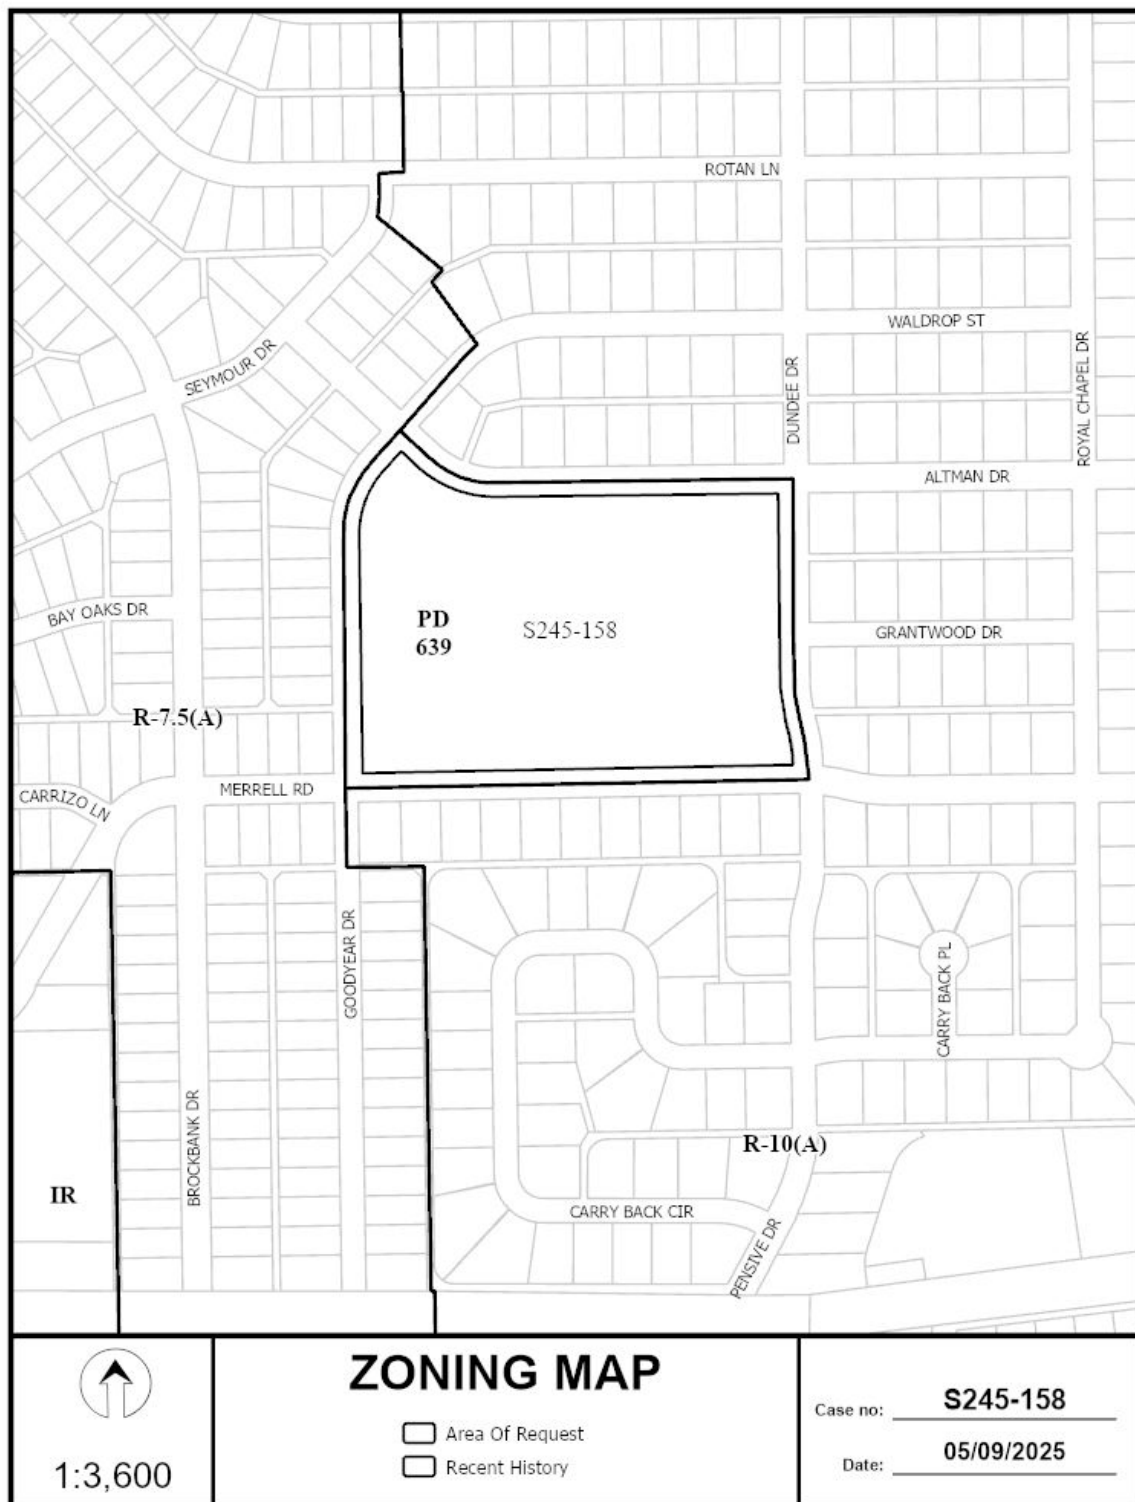 ROTAN LN
WALDROP ST
SEYMOUR DR
DUNDEE DR
ROYAL CHAPEL DR
ALTMAN DR
BAY OAKS DR
PD
639
S245-158
GRANTWOOD DR
R-7.5(A)
MERRELL RD
CARRIZO LN
GOODYEAR DR
CARRY BACK PL
BROCKBANK DR
R-10(A)
IR
CARRY BACK CIR
PENSIVE DR
1:3,600
ZONING MAP
Area Of Request
Recent History
Case no: S245-158
Date: 05/09/2025